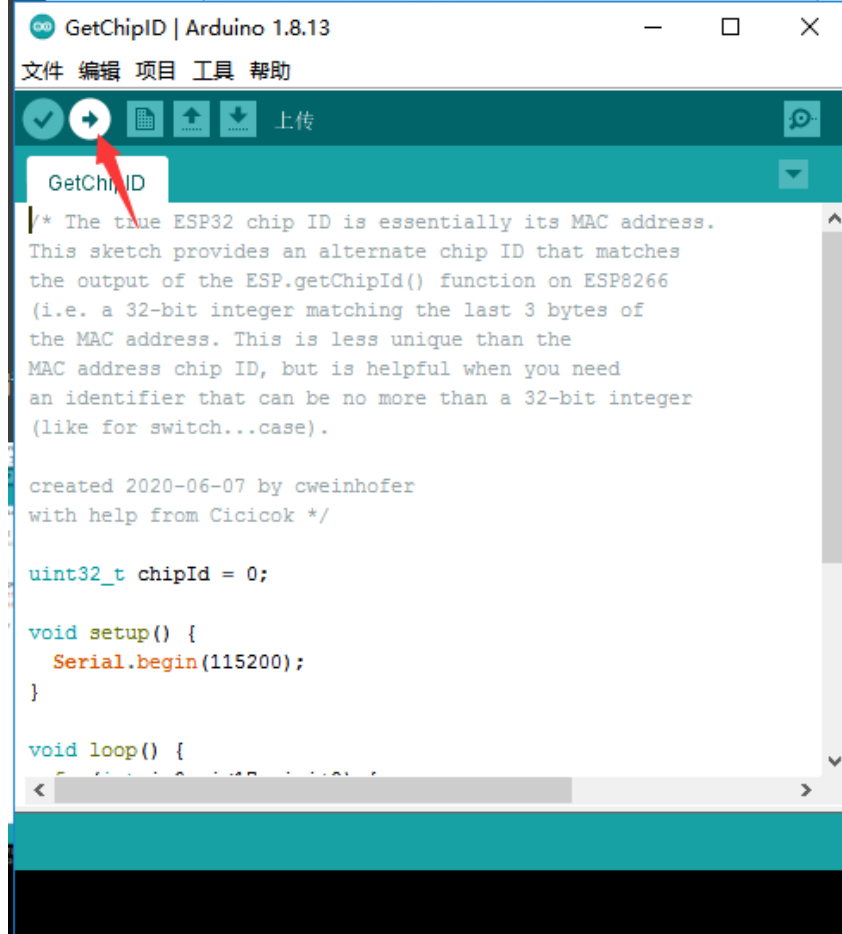 GetChipID | Arduino 1.8.13
文件 编辑 项目 工具 帮助
上传
GetChipID
/* The true ESP32 chip ID is essentially its MAC address.
This sketch provides an alternate chip ID that matches
the output of the ESP.getChipId() function on ESP8266
(i.e. a 32-bit integer matching the last 3 bytes of
the MAC address. This is less unique than the
MAC address chip ID, but is helpful when you need
an identifier that can be no more than a 32-bit integer
(like for switch...case).
created 2020-06-07 by cweinhofer
with help from Cicicok */
uint32_t chipId = 0;
void setup() {
Serial.begin(115200);
}
void loop() {